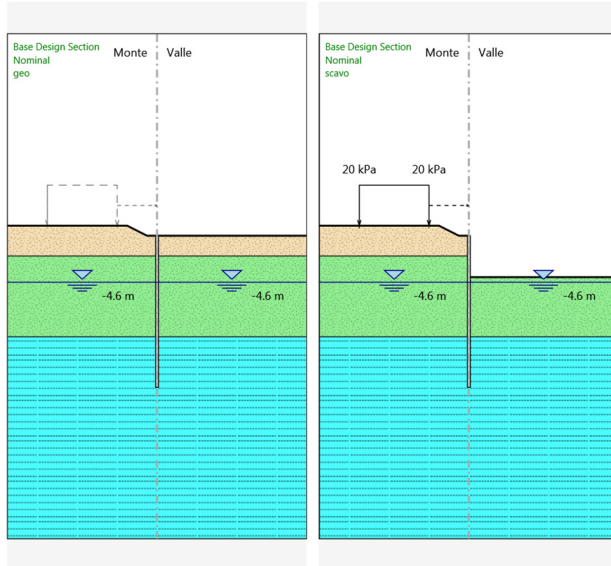 Base Design Section
Nominal
geo
Monte
Valle
-4.6 m
-4.6 m
Base Design Section
Nominal
scavo
Monte
Valle
20 kPa
20 kPa
-4.6 m
-4.6 m